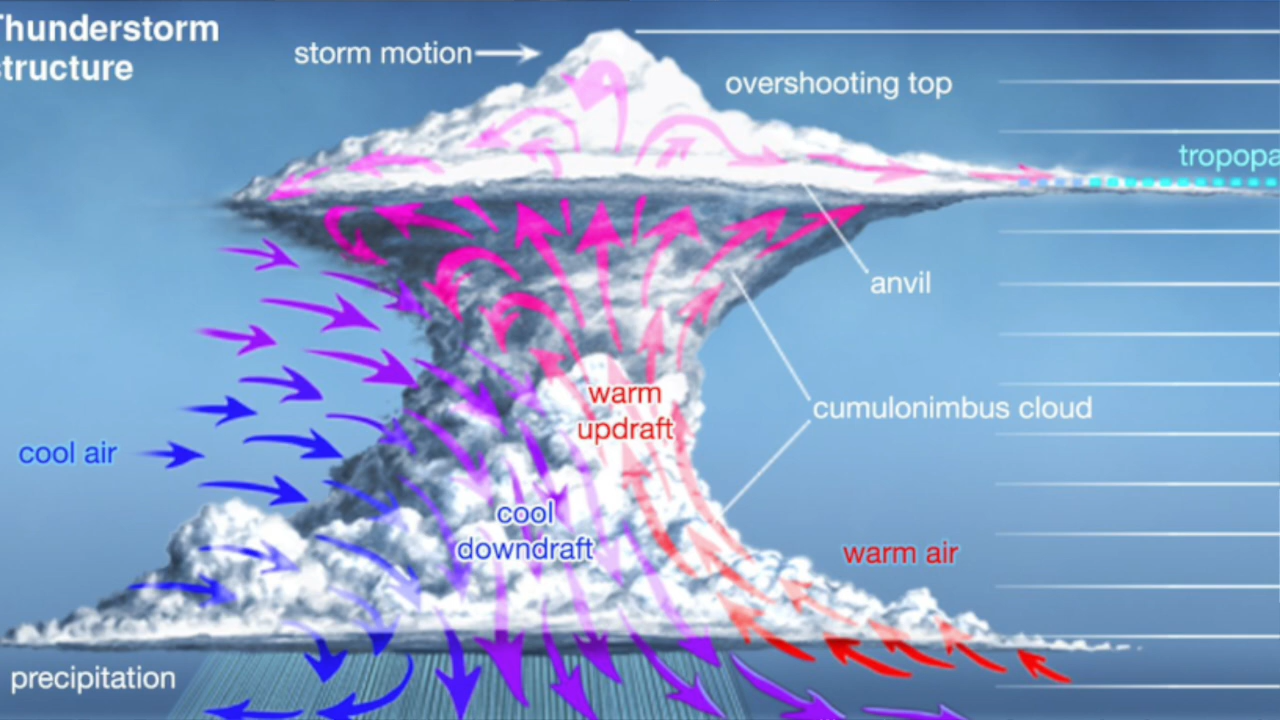 Thunderstorm
structure
storm motion
overshooting top
tropopa
anvil
warm
updraft
cumulonimbus cloud
cool air
cool
downdraft
warm air
precipitation